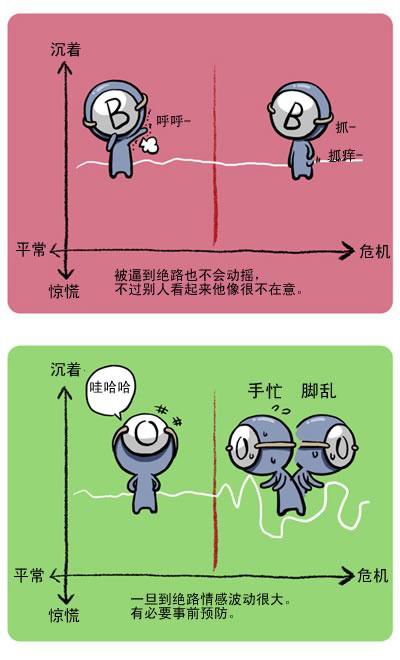 沉着
B
呼呼-
B
抓-
抓痒-
平常
危机
惊慌
被逼到绝路也不会动摇，
不过别人看起来他像很不在意。
沉着
哇哈哈
O
手忙 脚乱
O
O
平常
危机
惊慌
一旦到绝路情感波动很大。
有必要事前预防。